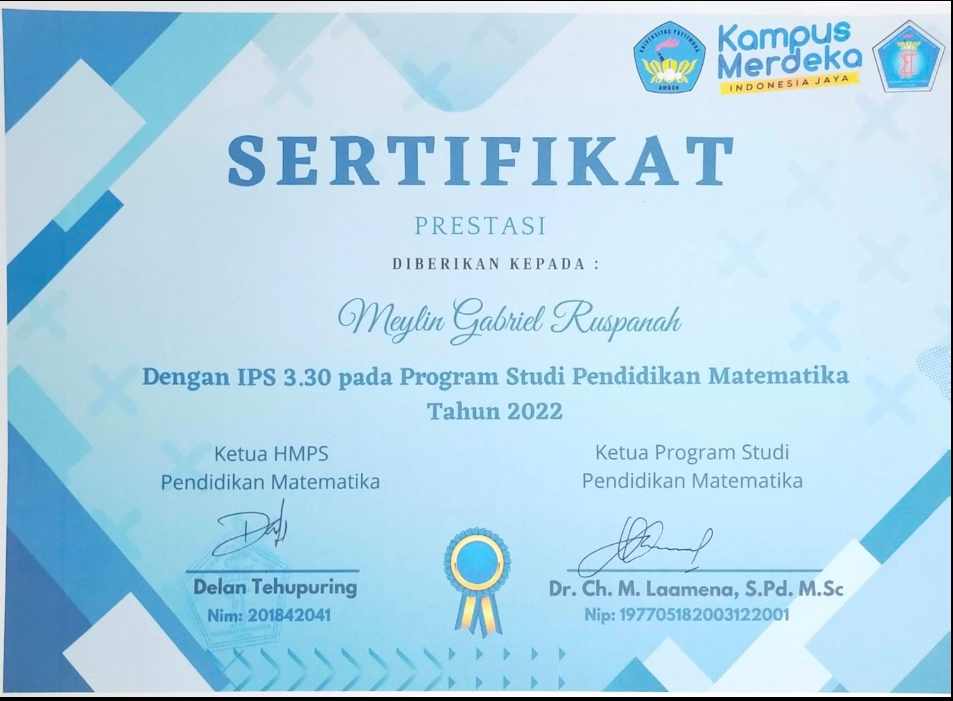 UNIVERSITAS PATTIMURA
AMBON
Kampus
Merdeka
INDONESIA JAYA
SERTIFIKAT
PRESTASI
DIBERIKAN KEPADA :
Meylin Gabriel Ruspanah
Dengan IPS 3.30 pada Program Studi Pendidikan Matematika
Tahun 2022
Ketua HMPS
Pendidikan Matematika
Ketua Program Studi
Pendidikan Matematika
Delan Tehupuring
Nim: 201842041
Dr. Ch. M. Laamena, S.Pd. M.Sc
Nip: 197705182003122001